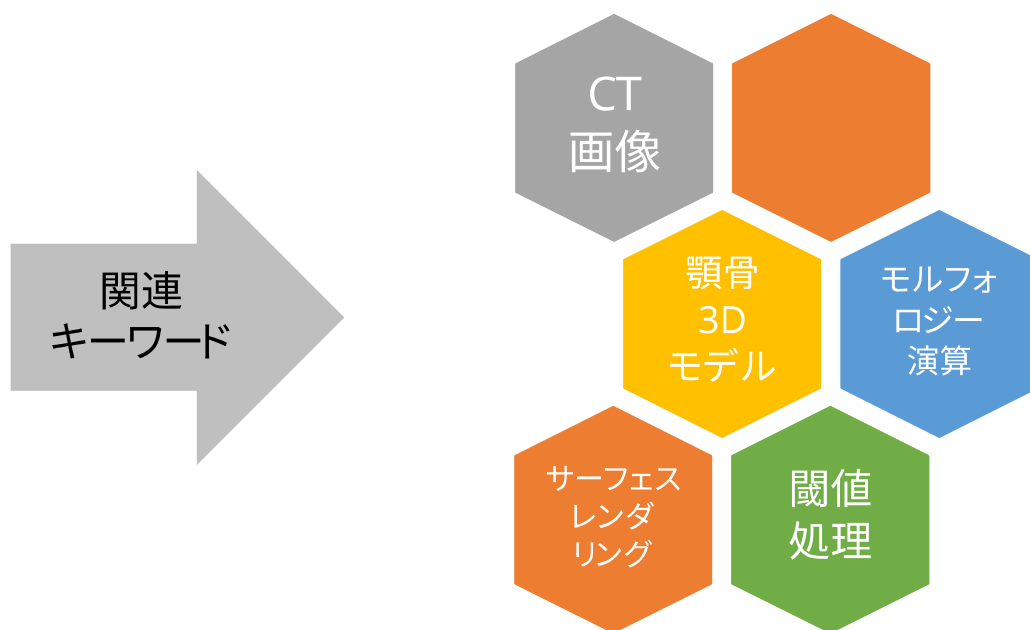 関連
キーワード
CT
画像
顎骨
3D
モデル
モルフォ
ロジー
演算
サーフェス
レンダ
リング
閾値
処理